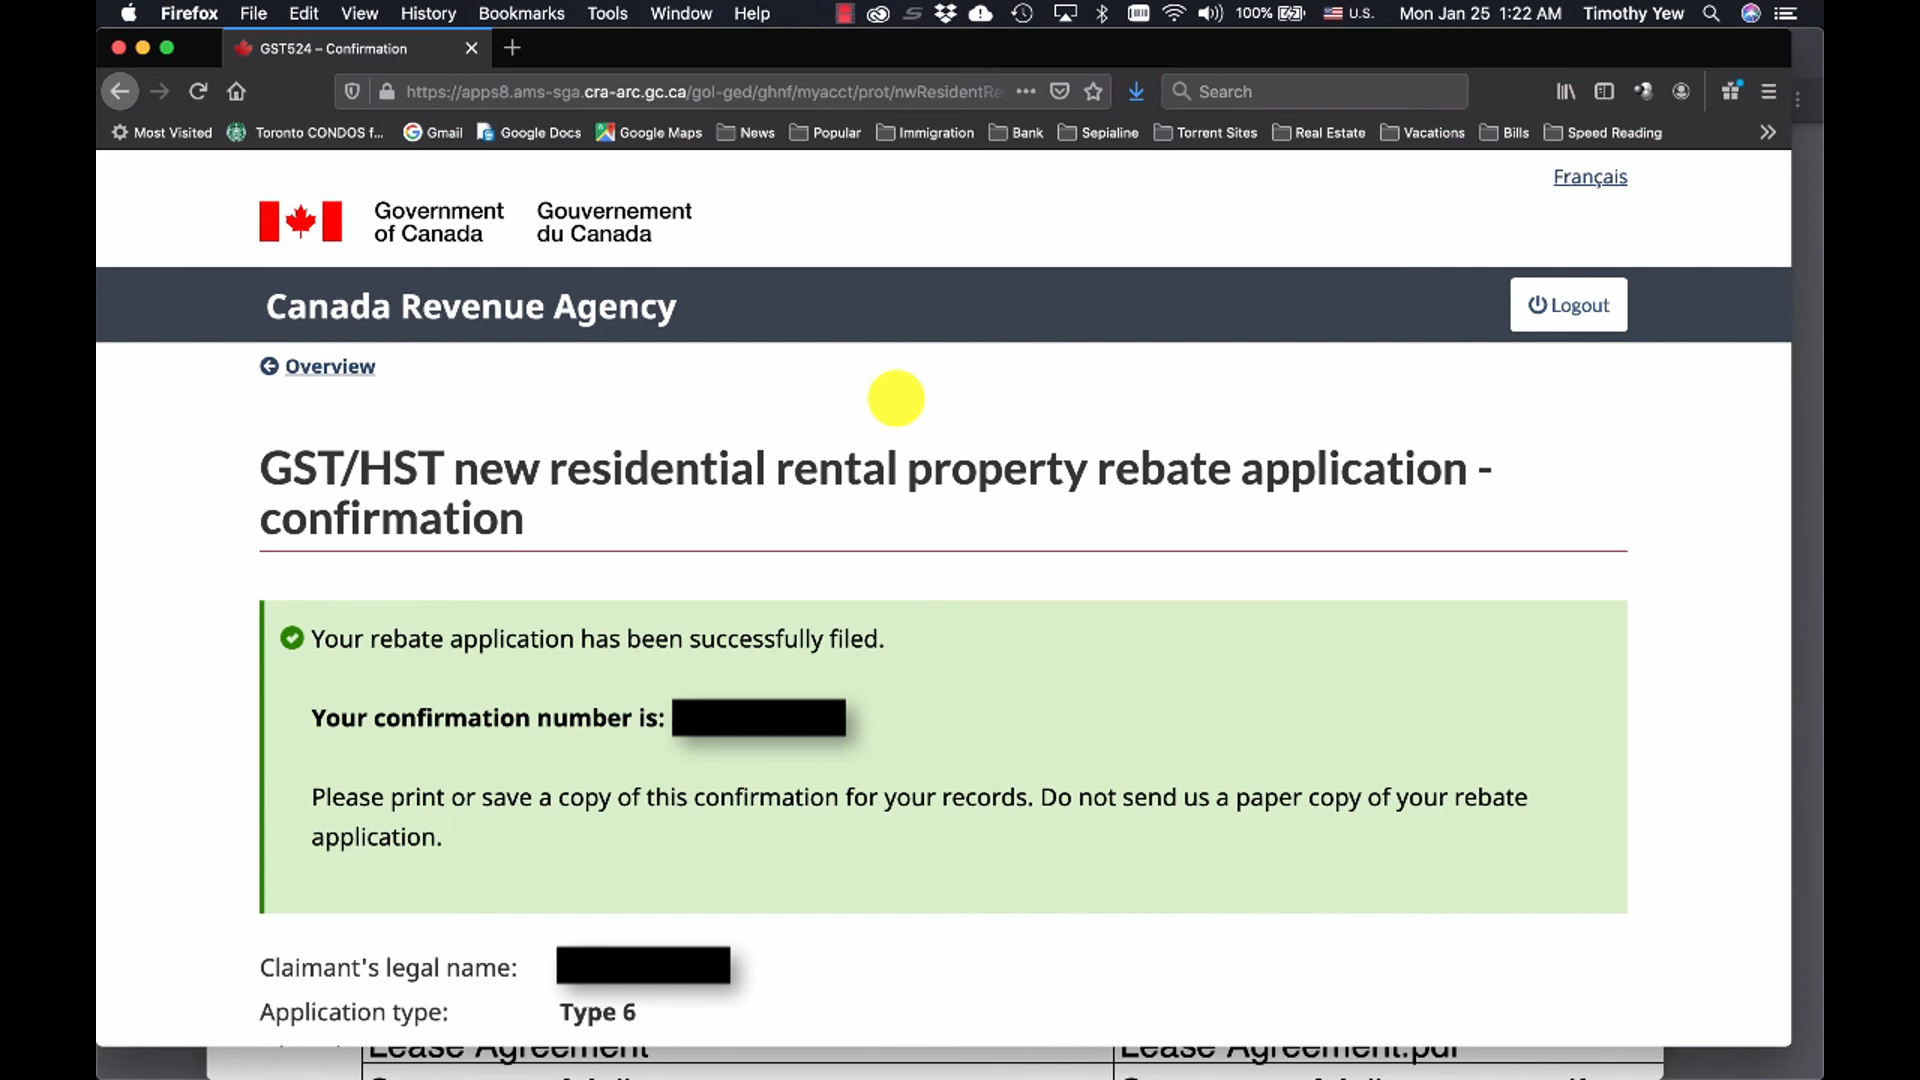 Firefox File Edit View History Bookmarks Tools Window Help 100% U.S. Mon Jan 25 1:22 AM Timothy Yew
GST524 – Confirmation
https://apps8.ams-sga.cra-arc.gc.ca/gol-ged/ghnf/myacct/prot/nwResidentRe ••• Search
Most Visited Toronto CONDOS f... Gmail Google Docs Google Maps News Popular Immigration Bank Sepialine Torrent Sites Real Estate Vacations Bills Speed Reading
Français
Government Gouvernement
of Canada du Canada
Canada Revenue Agency Logout
Overview
GST/HST new residential rental property rebate application -
confirmation
Your rebate application has been successfully filed.
Your confirmation number is:
Please print or save a copy of this confirmation for your records. Do not send us a paper copy of your rebate
application.
Claimant's legal name:
Application type: Type 6
Lease Agreement Lease Agreement.pdf